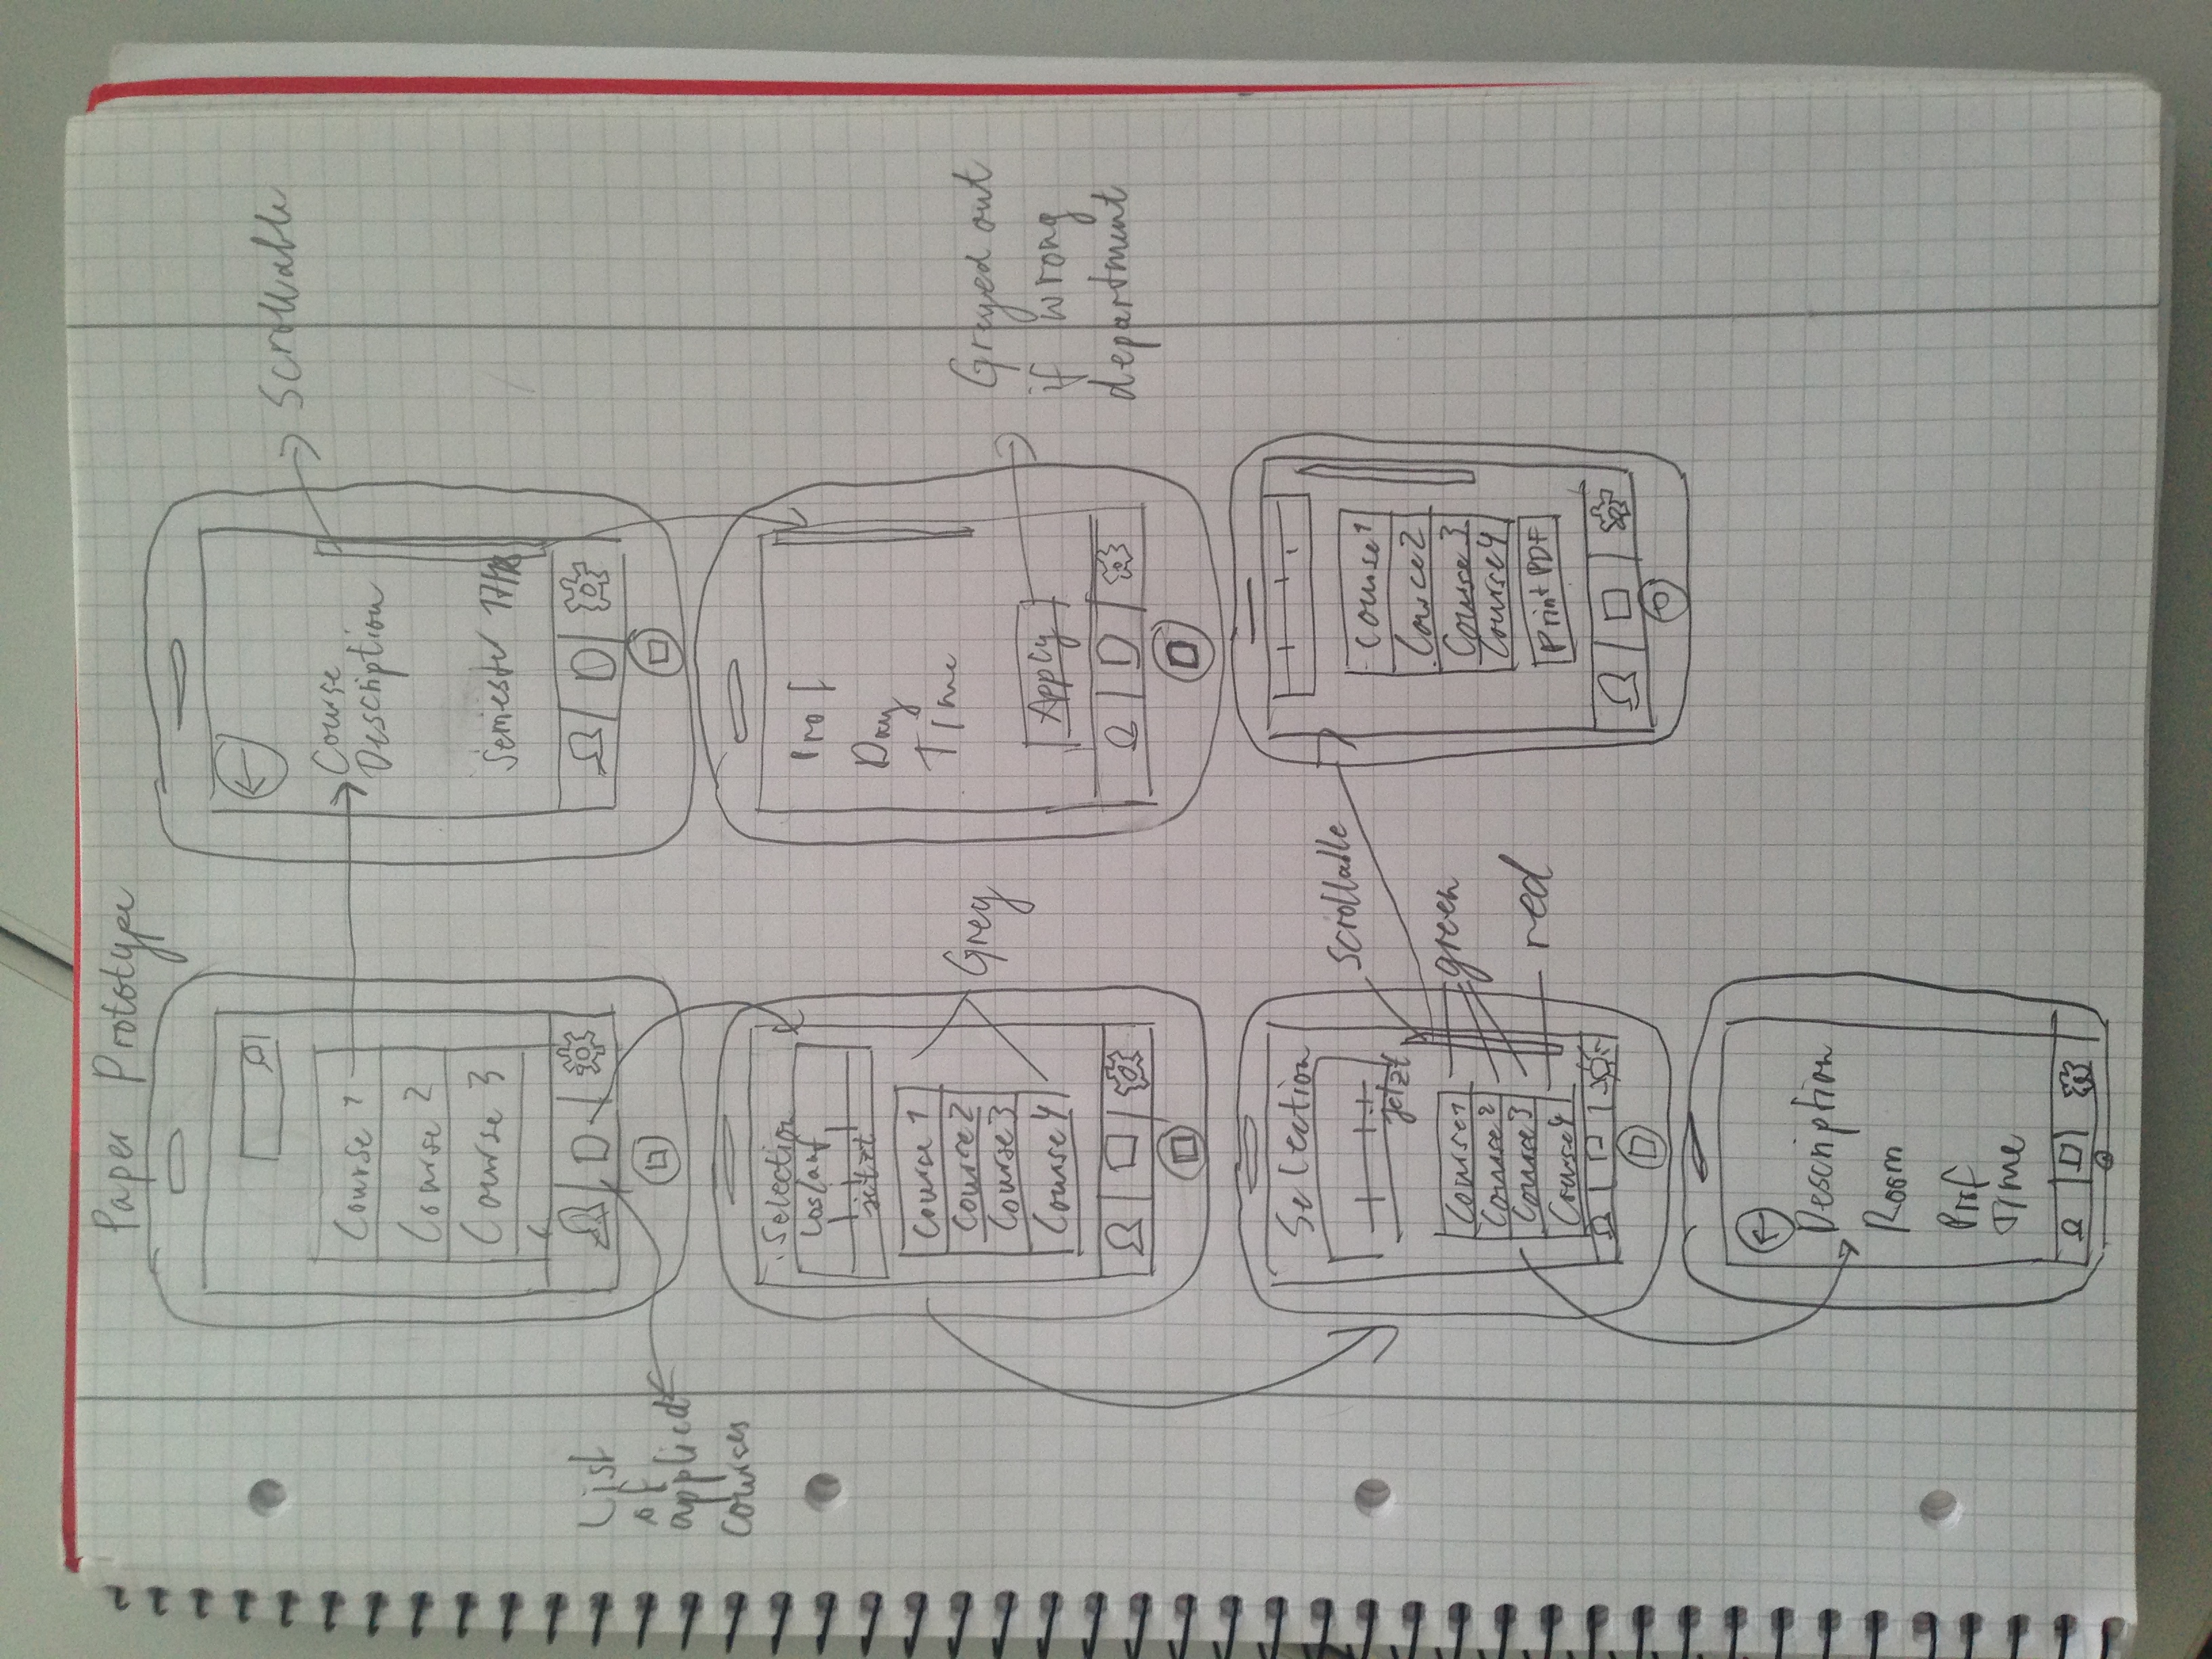 Paper Prototype
Course 1
Course 2
Course 3
Course
Description
Semester 17/18
Scrollable
List
of
applied
courses
Selection
Loslauf
jetzt
Course 1
Course 2
Course 3
Course 4
Grey
Prof
Day
Time
Apply
Greyed out
if wrong
department
Selection
jetzt
Course 1
Course 2
Course 3
Course 4
Scrollable
green
red
Course 1
Cource 2
Course 3
Course 4
Print PDF
Description
Room
Prof
Time